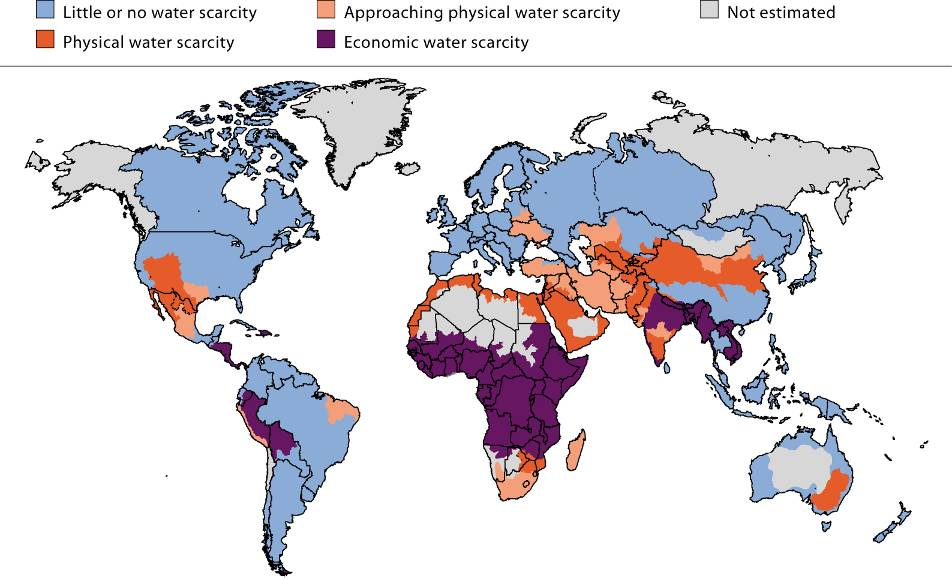 Little or no water scarcity
Approaching physical water scarcity
Not estimated
Physical water scarcity
Economic water scarcity